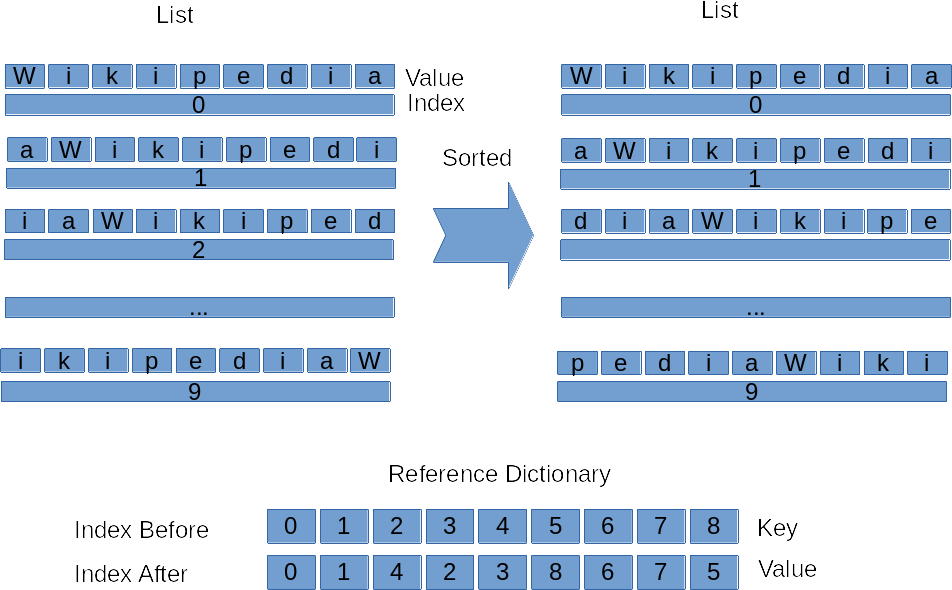 List
List
W i k i p e d i a Value W i k i p e d i a
0 Index 0
a W i k i p e d i Sorted a W i k i p e d i
1 1
i a W i k i p e d d i a W i k i p e
2
... ...
i k i p e d i a W p e d i a W i k i
9 9
Reference Dictionary
Index Before 0 1 2 3 4 5 6 7 8 Key
Index After 0 1 4 2 3 8 6 7 5 Value